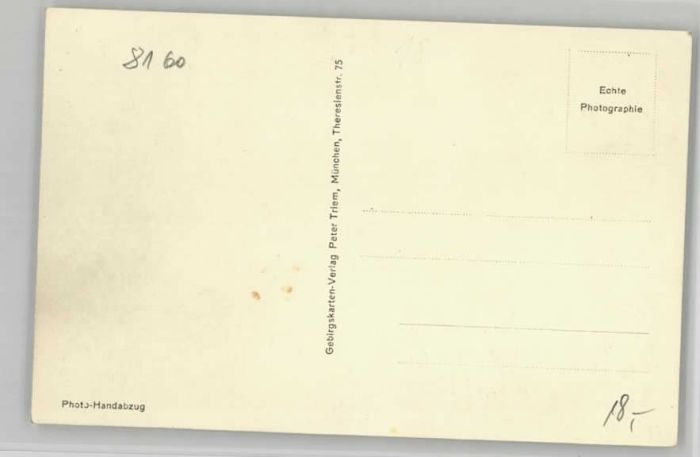 8160
Echte
Photographie
Gebirgskarten-Verlag Peter Triem, München, Theresienstr. 75
Photo-Handabzug
18,-